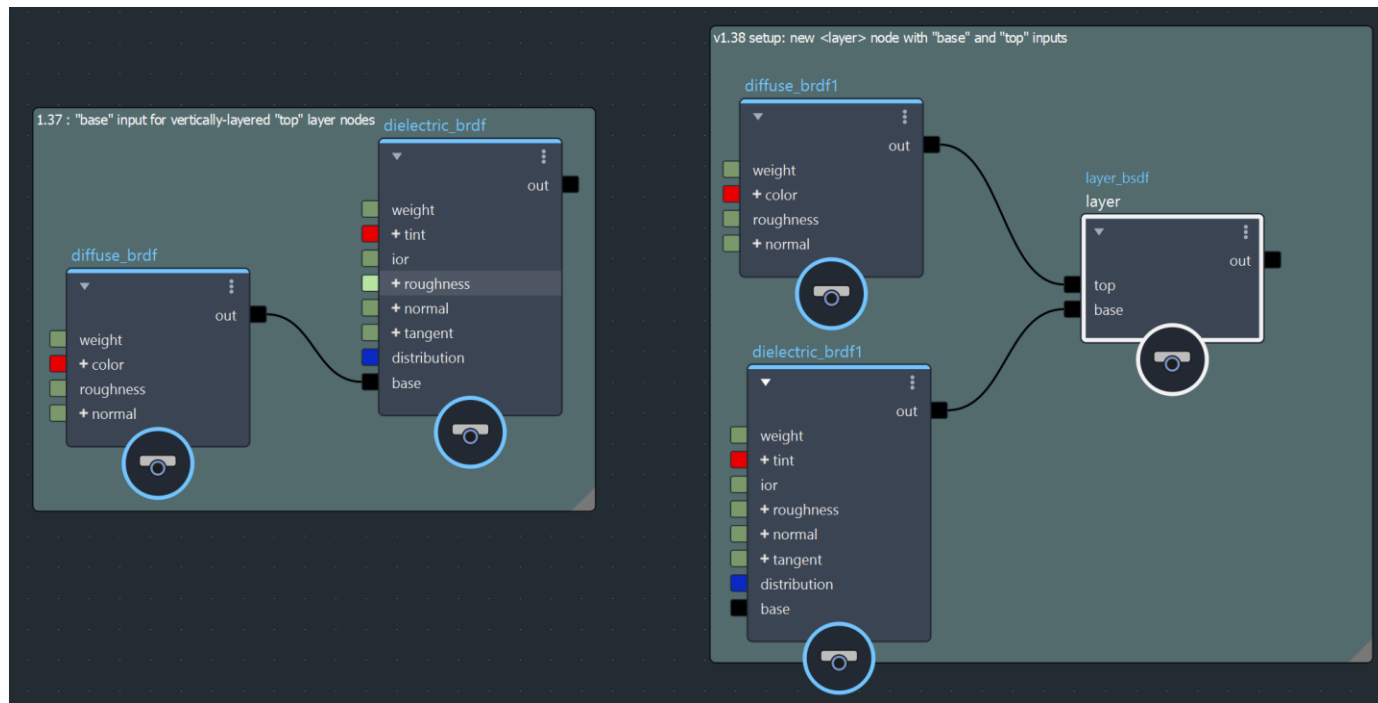 1.37 : "base" input for vertically-layered "top" layer nodes
diffuse_brdf
out
weight
+ color
roughness
+ normal
dielectric_brdf
out
weight
+ tint
ior
+ roughness
+ normal
+ tangent
distribution
base
v1.38 setup: new <layer> node with "base" and "top" inputs
diffuse_brdf1
out
weight
+ color
roughness
+ normal
dielectric_brdf1
out
weight
+ tint
ior
+ roughness
+ normal
+ tangent
distribution
base
layer_bsdf
layer
out
top
base